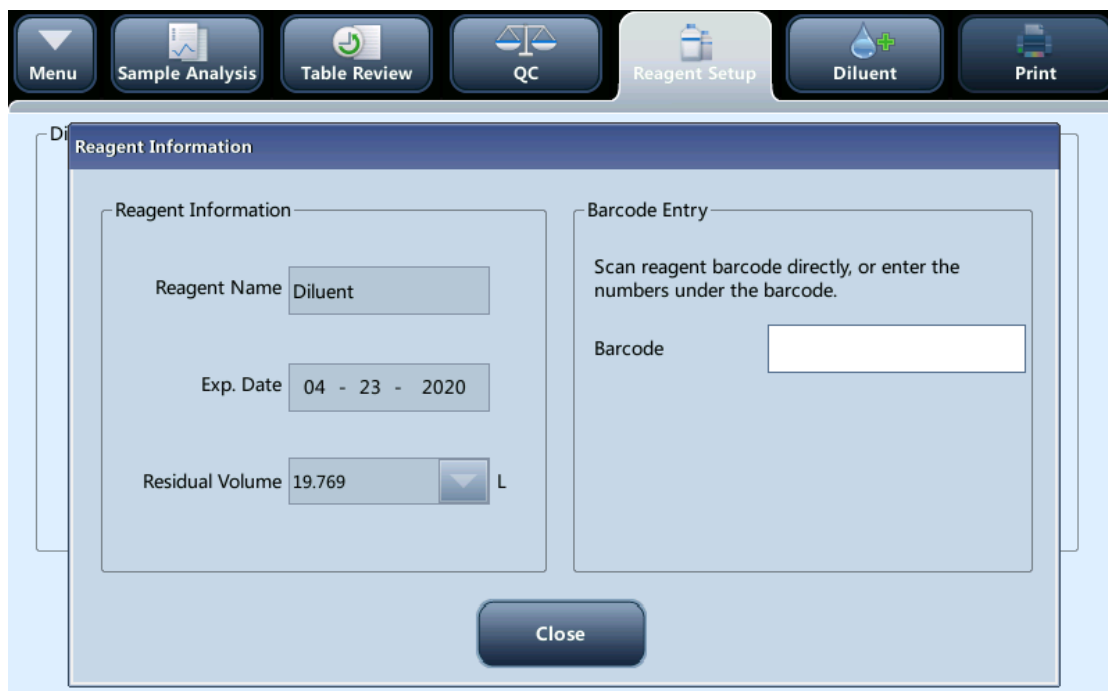 Menu
Sample Analysis
Table Review
QC
Reagent Setup
Diluent
Print
Di
Reagent Information
Reagent Information
Reagent Name Diluent
Exp. Date 04 - 23 - 2020
Residual Volume 19.769 L
Barcode Entry
Scan reagent barcode directly, or enter the
numbers under the barcode.
Barcode
Close